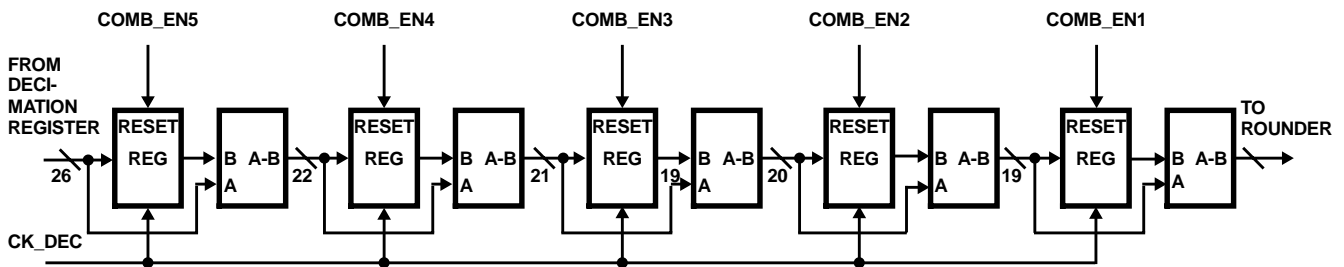 COMB_EN5 COMB_EN4 COMB_EN3 COMB_EN2 COMB_EN1
FROM
DECI-
MATION
REGISTER
TO
ROUNDER
RESET RESET RESET RESET RESET
REG B A-B REG B A-B REG 19 B A-B REG B A-B REG B A-B
26 A 22 A 21 A 20 A 19 A
CK_DEC